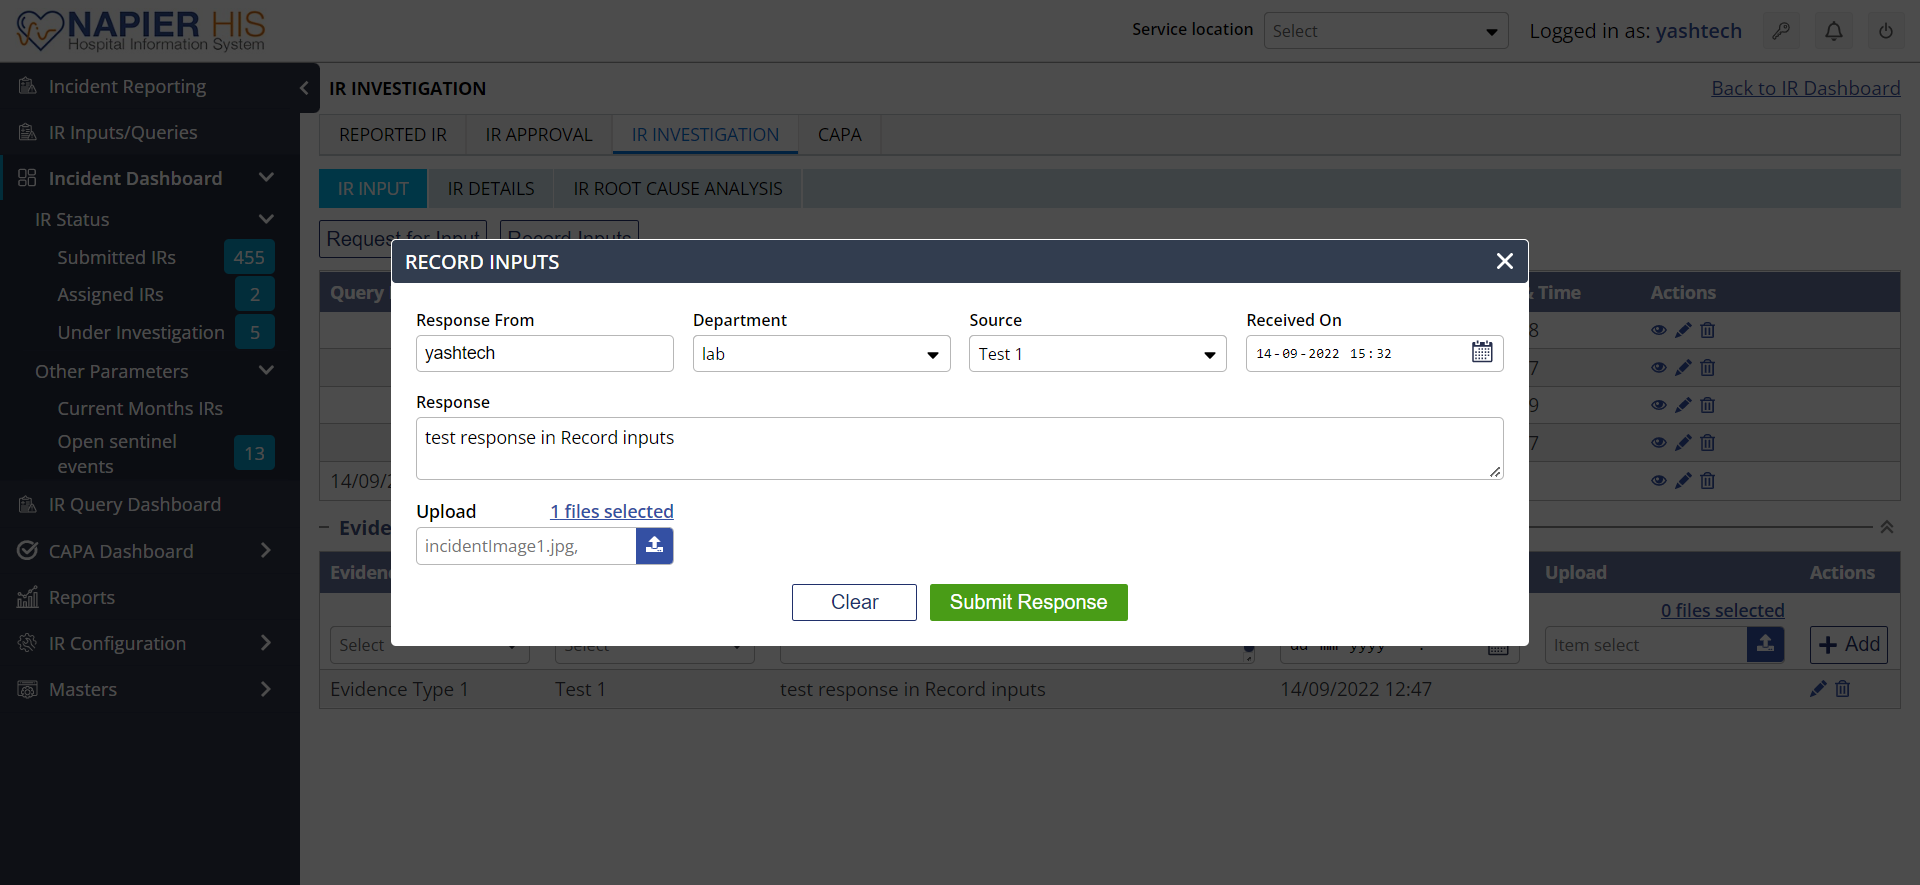 NAPIER HIS
Hospital Information System
Service location
Select
Logged in as: yashtech
Incident Reporting
IR Inputs/Queries
Incident Dashboard
IR Status
Submitted IRs 455
Assigned IRs 2
Under Investigation 5
Other Parameters
Current Months IRs
Open sentinel
events
13
IR Query Dashboard
CAPA Dashboard
Reports
IR Configuration
Masters
IR INVESTIGATION
Back to IR Dashboard
REPORTED IR IR APPROVAL IR INVESTIGATION CAPA
IR INPUT IR DETAILS IR ROOT CAUSE ANALYSIS
Request for Input Record Inputs
Query
Time Actions
8
7
9
7
14/09/
RECORD INPUTS
Response From Department Source Received On
yashtech lab Test 1 14-09-2022 15:32
Response
test response in Record inputs
Upload 1 files selected
incidentImage1.jpg,
Clear Submit Response
Evide
Eviden Upload Actions
0 files selected
Select Select dd mm yyyy Item select + Add
Evidence Type 1 Test 1 test response in Record inputs 14/09/2022 12:47